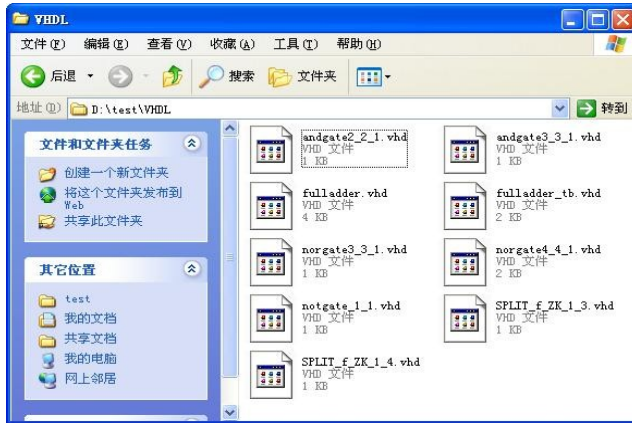 VHDL
文件(F) 编辑(E) 查看(V) 收藏(A) 工具(T) 帮助(H)
后退 搜索 文件夹
地址(D) D:\test\VHDL 转到
文件和文件夹任务
创建一个新文件夹
将这个文件夹发布到
Web
共享此文件夹
其它位置
test
我的文档
共享文档
我的电脑
网上邻居
andgate2_2_1.vhd
VHD 文件
1 KB
andgate3_3_1.vhd
VHD 文件
1 KB
fulladder.vhd
VHD 文件
4 KB
fulladder_tb.vhd
VHD 文件
2 KB
norgate3_3_1.vhd
VHD 文件
1 KB
norgate4_4_1.vhd
VHD 文件
2 KB
notgate_1_1.vhd
VHD 文件
1 KB
SPLIT_f_ZK_1_3.vhd
VHD 文件
1 KB
SPLIT_f_ZK_1_4.vhd
VHD 文件
1 KB